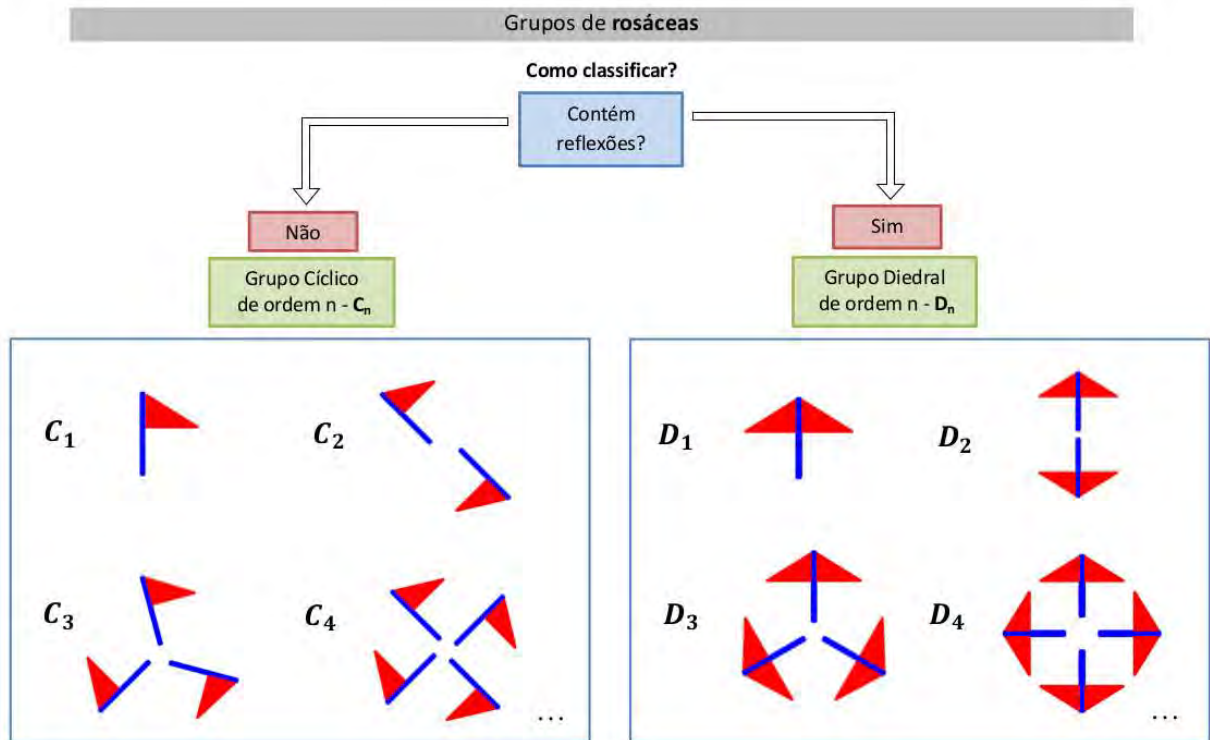 Grupos de rosáceas
Como classificar?
Contém
reflexões?
Não
Grupo Cíclico
de ordem n - Cₙ
Sim
Grupo Diedral
de ordem n - Dₙ
C₁
C₂
C₃
C₄
...
D₁
D₂
D₃
D₄
...